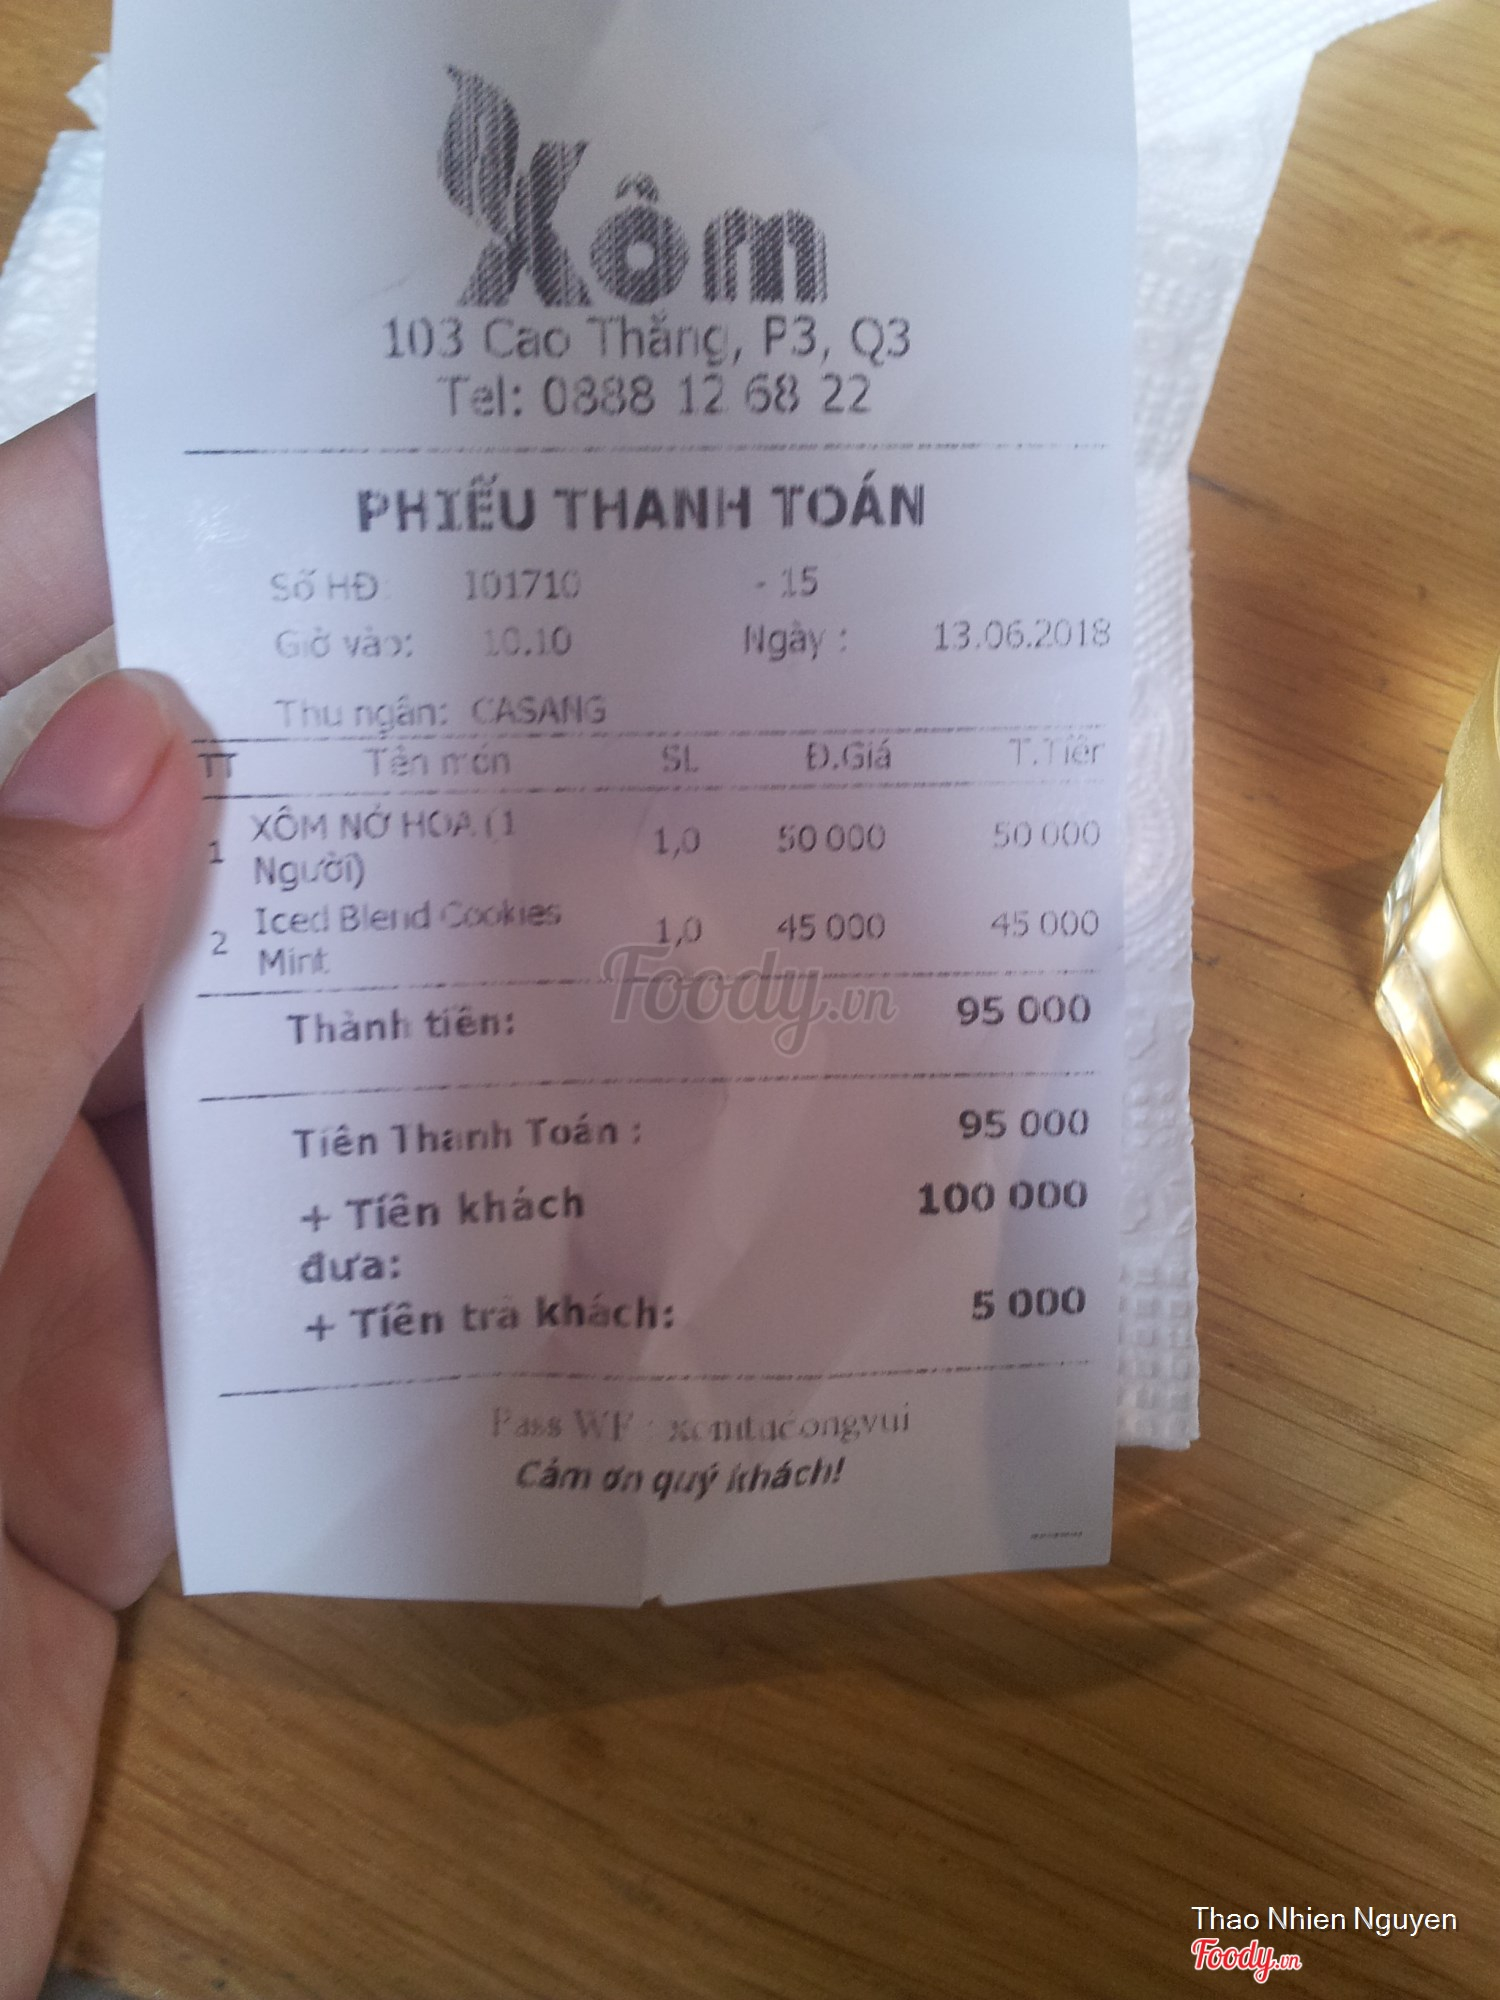 Xôm
103 Cao Thắng, P3, Q3
Tel: 0888 12 68 22
PHIẾU THANH TOÁN
Số HĐ 101710 - 15
Giờ vào: 10.10 Ngày : 13.06.2018
Thu ngân: CASANG
TT Tên món SL Đ.Giá T.Tiền
1 XÔM NỞ HOA (1 1,0 50 000 50 000
Người)
2 Iced Blend Cookies 1,0 45 000 45 000
Mint
Foody.vn
Thành tiền: 95 000
Tiền Thanh Toán : 95 000
+ Tiền khách 100 000
đưa:
+ Tiền trả khách: 5 000
Pass WF :
Cảm ơn quý khách!
Thao Nhien Nguyen
Foody.vn